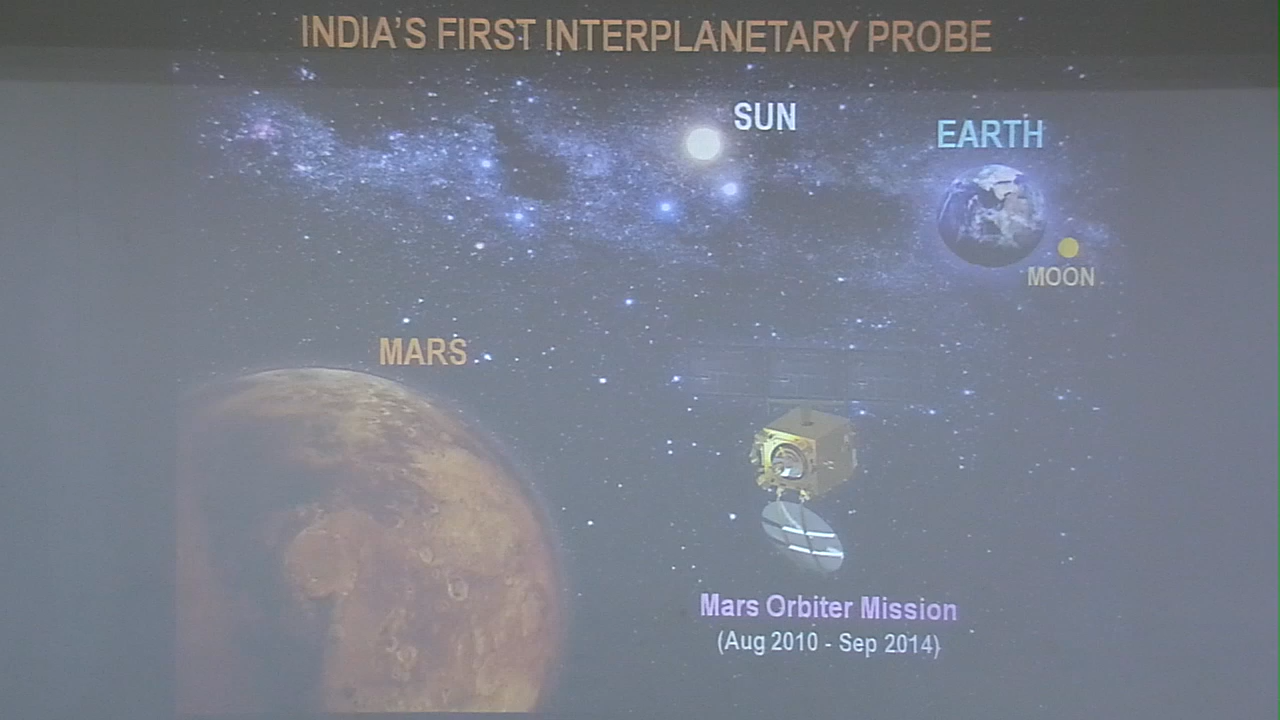 INDIA'S FIRST INTERPLANETARY PROBE
SUN
EARTH
MOON
MARS
Mars Orbiter Mission
(Aug 2010 - Sep 2014)